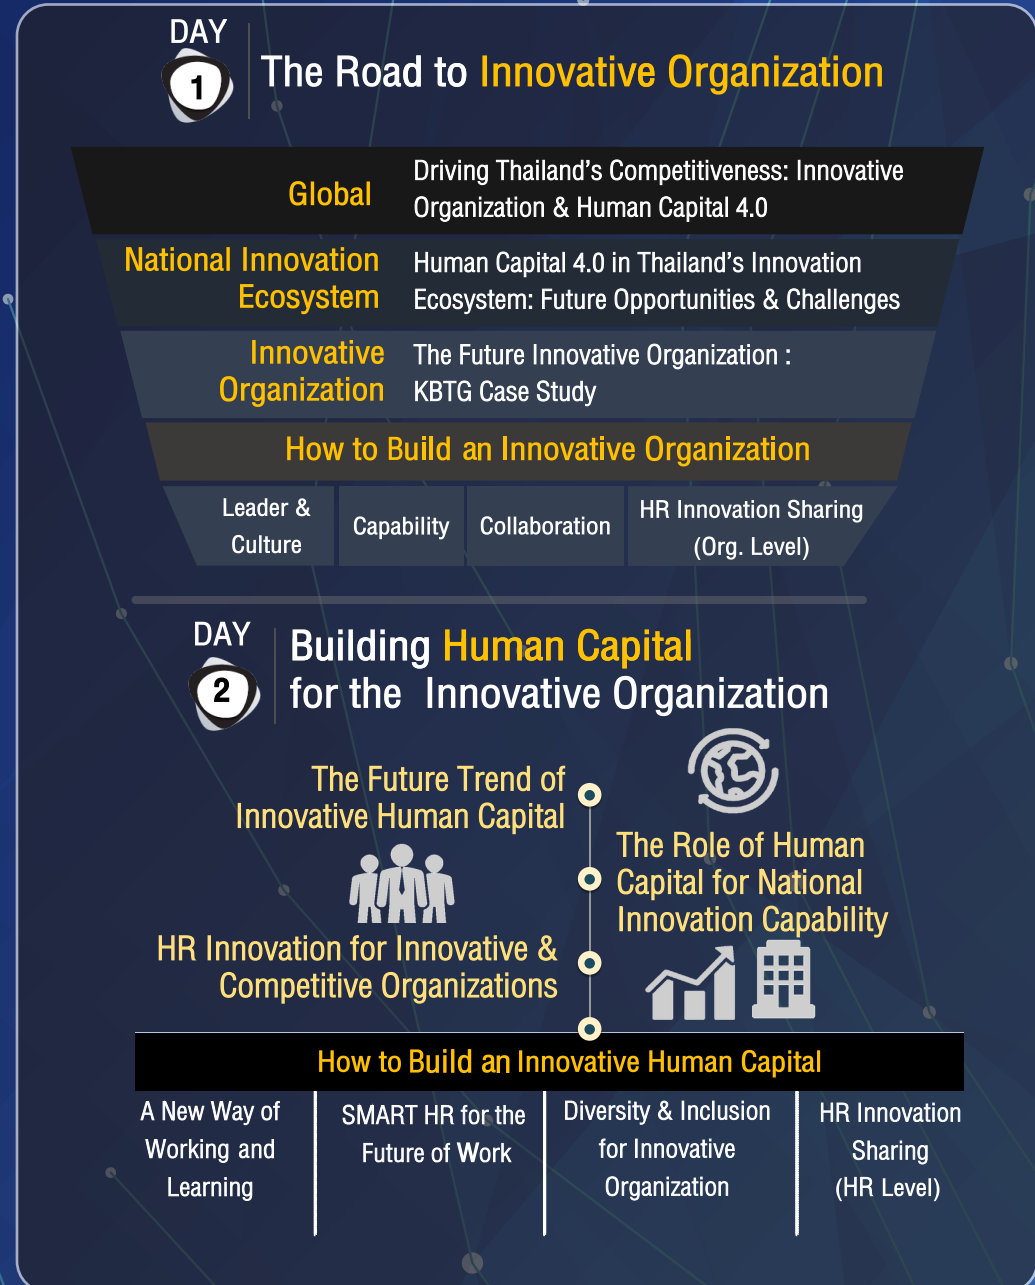 DAY
1
The Road to Innovative Organization
Global
Driving Thailand's Competitiveness: Innovative
Organization & Human Capital 4.0
National Innovation
Ecosystem
Human Capital 4.0 in Thailand's Innovation
Ecosystem: Future Opportunities & Challenges
Innovative
Organization
The Future Innovative Organization :
KBTG Case Study
How to Build an Innovative Organization
Leader &
Culture
Capability
Collaboration
HR Innovation Sharing
(Org. Level)
DAY
2
Building Human Capital
for the Innovative Organization
The Future Trend of
Innovative Human Capital
The Role of Human
Capital for National
Innovation Capability
HR Innovation for Innovative &
Competitive Organizations
How to Build an Innovative Human Capital
A New Way of
Working and
Learning
SMART HR for the
Future of Work
Diversity & Inclusion
for Innovative
Organization
HR Innovation
Sharing
(HR Level)